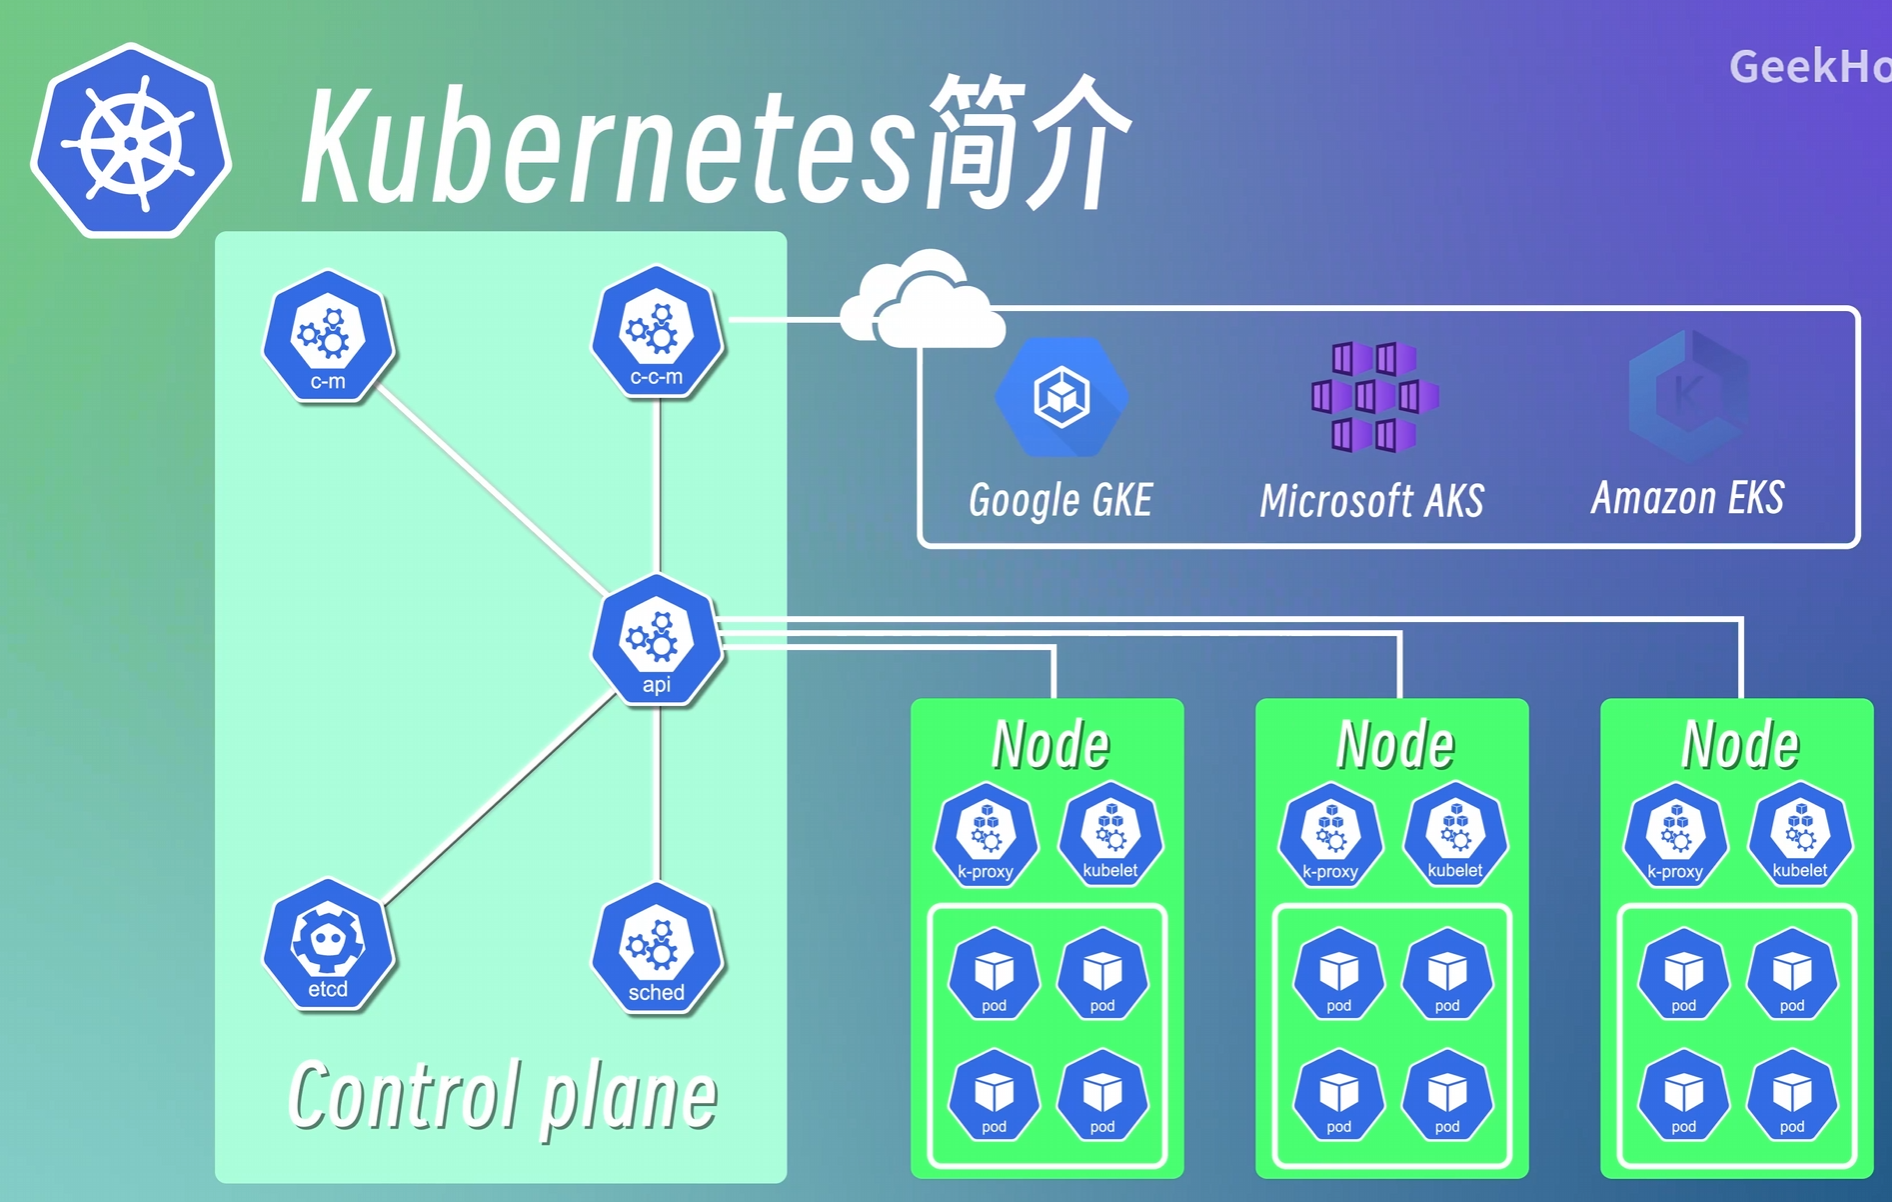 GeekHo
Kubernetes简介
c-m
c-c-m
Google GKE
Microsoft AKS
Amazon EKS
K
api
etcd
sched
Control plane
Node
k-proxy kubelet
pod pod
pod pod
Node
k-proxy kubelet
pod pod
pod pod
Node
k-proxy kubelet
pod pod
pod pod